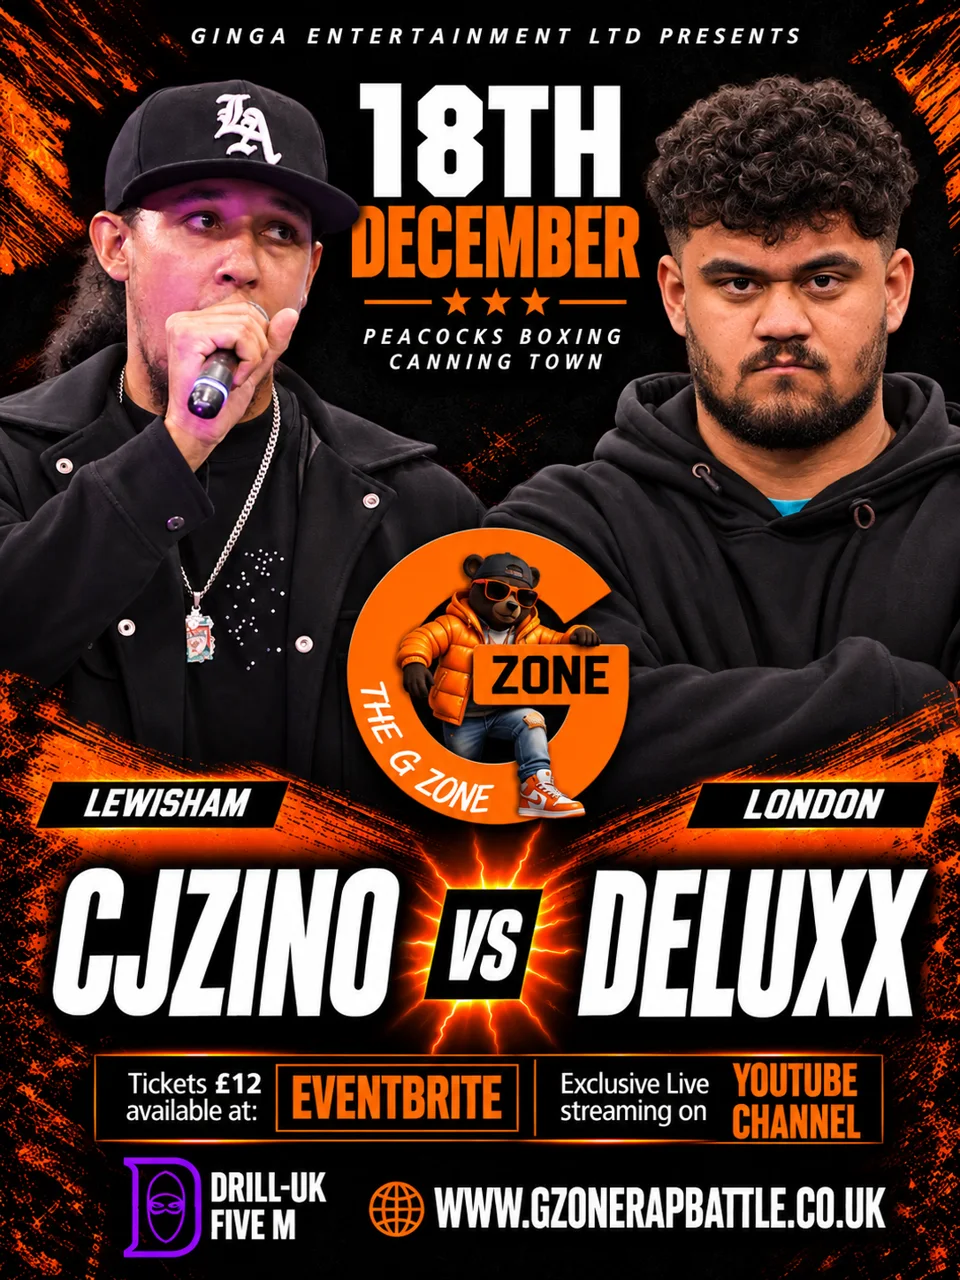 GINGA ENTERTAINMENT LTD PRESENTS
LA
18TH
DECEMBER
PEACOCKS BOXING
CANNING TOWN
ZONE
THE G ZONE
LEWISHAM
LONDON
CJZINO
VS
DELUXX
Tickets £12
available at:
EVENTBRITE
Exclusive Live
streaming on
YOUTUBE
CHANNEL
D
DRILL-UK
FIVE M
WWW.GZONERAPBATTLE.CO.UK